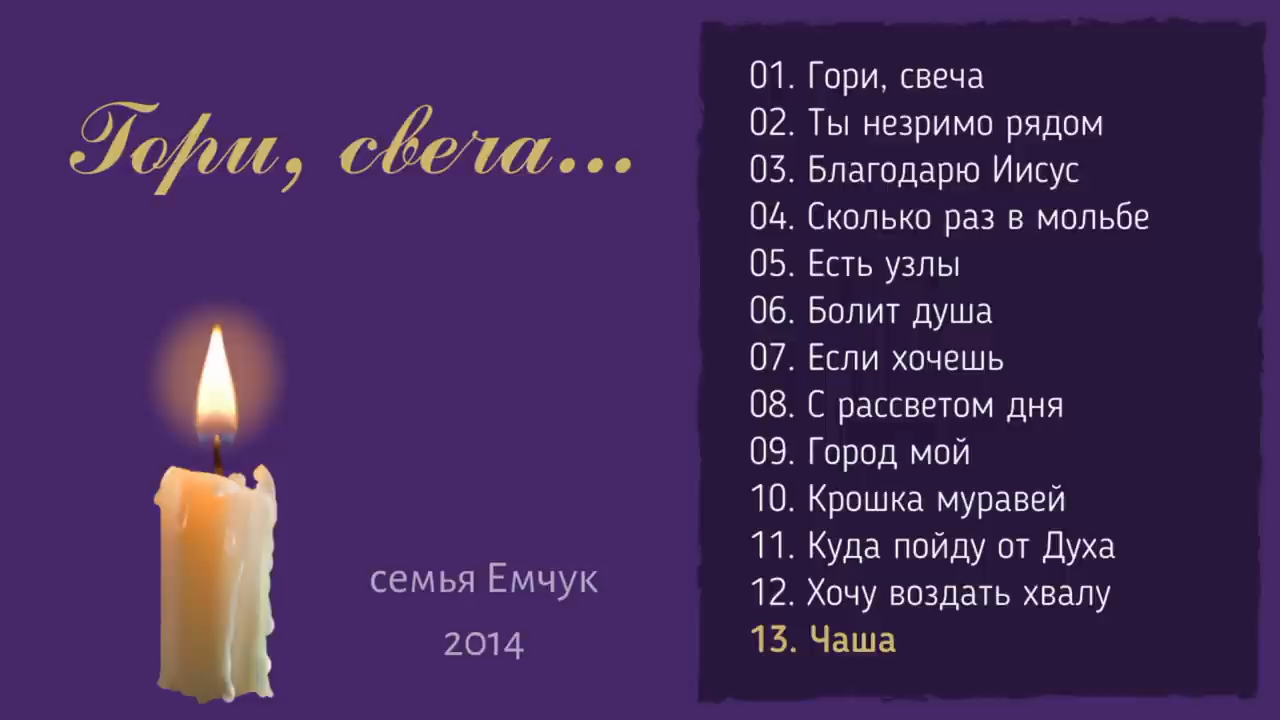 Гори, свеча...
семья Емчук
2014
01. Гори, свеча
02. Ты незримо рядом
03. Благодарю Иисус
04. Сколько раз в мольбе
05. Есть узлы
06. Болит душа
07. Если хочешь
08. С рассветом дня
09. Город мой
10. Крошка муравей
11. Куда пойду от Духа
12. Хочу воздать хвалу
13. Чаша